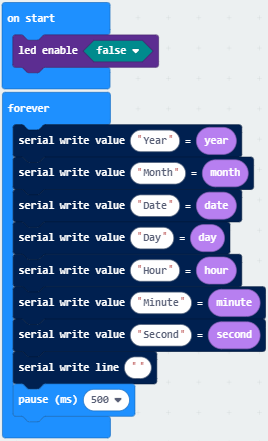 on start
led enable false
forever
serial write value "Year" = year
serial write value "Month" = month
serial write value "Date" = date
serial write value "Day" = day
serial write value "Hour" = hour
serial write value "Minute" = minute
serial write value "Second" = second
serial write line " "
pause (ms) 500